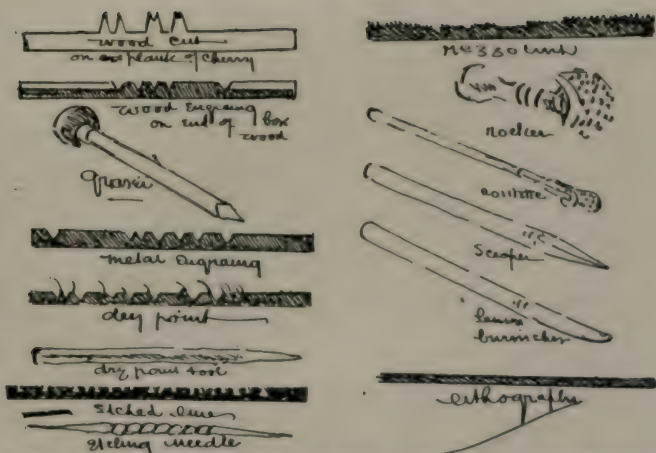 wood cut
on plank of cherry
wood Engraving
on end of box
wood
Graver
metal Engraving
dry point
dry point tool
Etched line
Etching needle
Mezzotint
rocker
roulette
Scraper
burnisher
Lithography